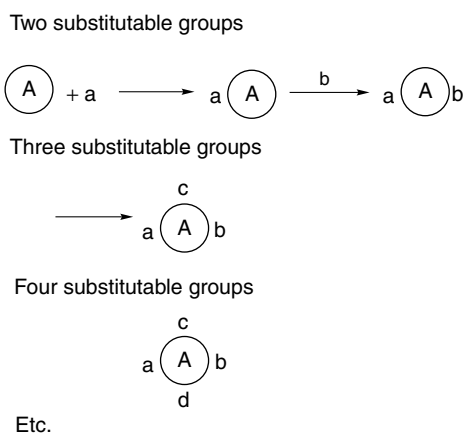 Two substitutable groups
b
A + a a A a A b
Three substitutable groups
c
a A b
Four substitutable groups
c
a A b
d
Etc.